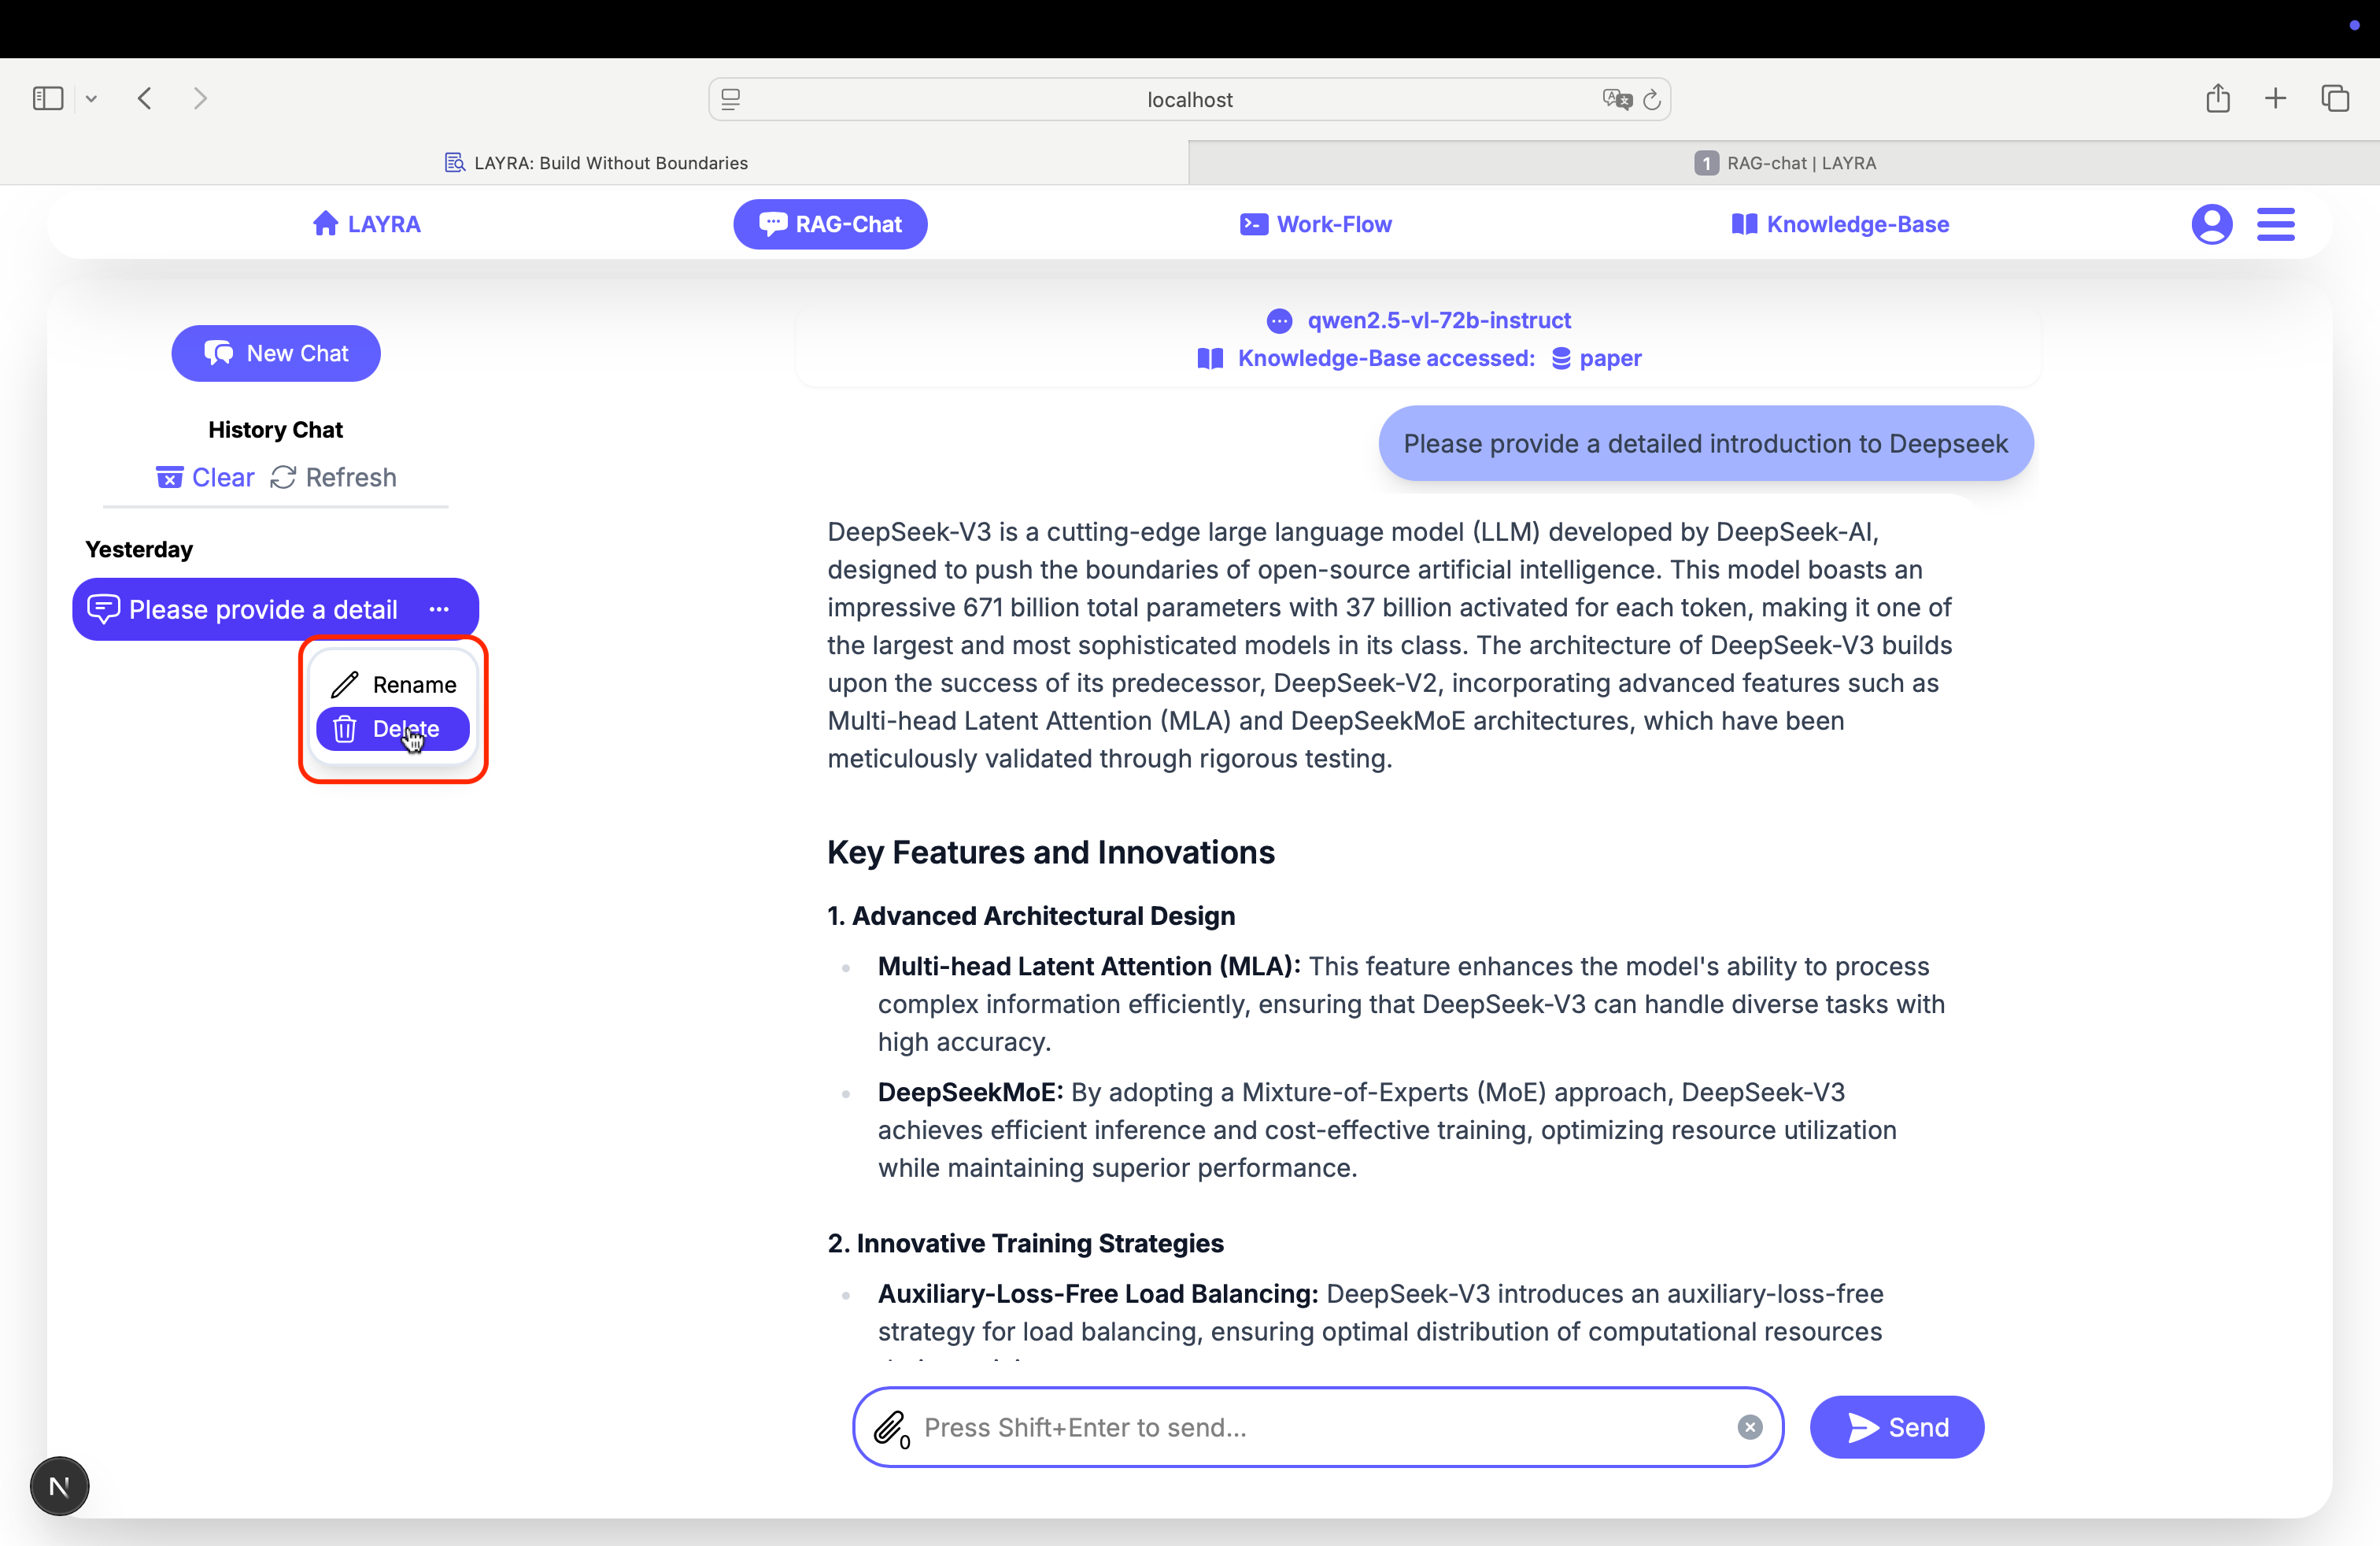 localhost
LAYRA: Build Without Boundaries
1 RAG-chat | LAYRA
LAYRA
RAG-Chat
Work-Flow
Knowledge-Base
New Chat
History Chat
Clear Refresh
Yesterday
Please provide a detail ...
Rename
Delete
qwen2.5-vl-72b-instruct
Knowledge-Base accessed: paper
Please provide a detailed introduction to Deepseek
DeepSeek-V3 is a cutting-edge large language model (LLM) developed by DeepSeek-AI,
designed to push the boundaries of open-source artificial intelligence. This model boasts an
impressive 671 billion total parameters with 37 billion activated for each token, making it one of
the largest and most sophisticated models in its class. The architecture of DeepSeek-V3 builds
upon the success of its predecessor, DeepSeek-V2, incorporating advanced features such as
Multi-head Latent Attention (MLA) and DeepSeekMoE architectures, which have been
meticulously validated through rigorous testing.
Key Features and Innovations
1. Advanced Architectural Design
• Multi-head Latent Attention (MLA): This feature enhances the model's ability to process
complex information efficiently, ensuring that DeepSeek-V3 can handle diverse tasks with
high accuracy.
• DeepSeekMoE: By adopting a Mixture-of-Experts (MoE) approach, DeepSeek-V3
achieves efficient inference and cost-effective training, optimizing resource utilization
while maintaining superior performance.
2. Innovative Training Strategies
• Auxiliary-Loss-Free Load Balancing: DeepSeek-V3 introduces an auxiliary-loss-free
strategy for load balancing, ensuring optimal distribution of computational resources
0 Press Shift+Enter to send...
Send
N